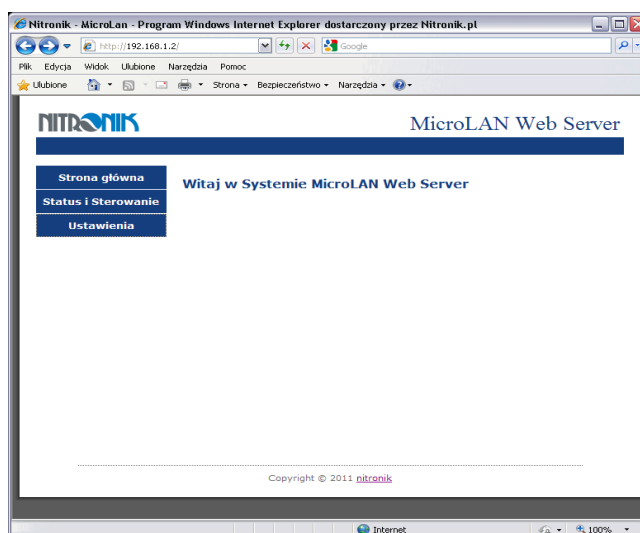 Nitronik - MicroLan - Program Windows Internet Explorer dostarczony przez Nitronik.pl
http://192.168.1.2/
Google
Plik Edycja Widok Ulubione Narzędzia Pomoc
Ulubione Strona Bezpieczeństwo Narzędzia
NITRONIK
MicroLAN Web Server
Strona główna
Witaj w Systemie MicroLAN Web Server
Status i Sterowanie
Ustawienia
Copyright © 2011 nitronik
Internet 100%